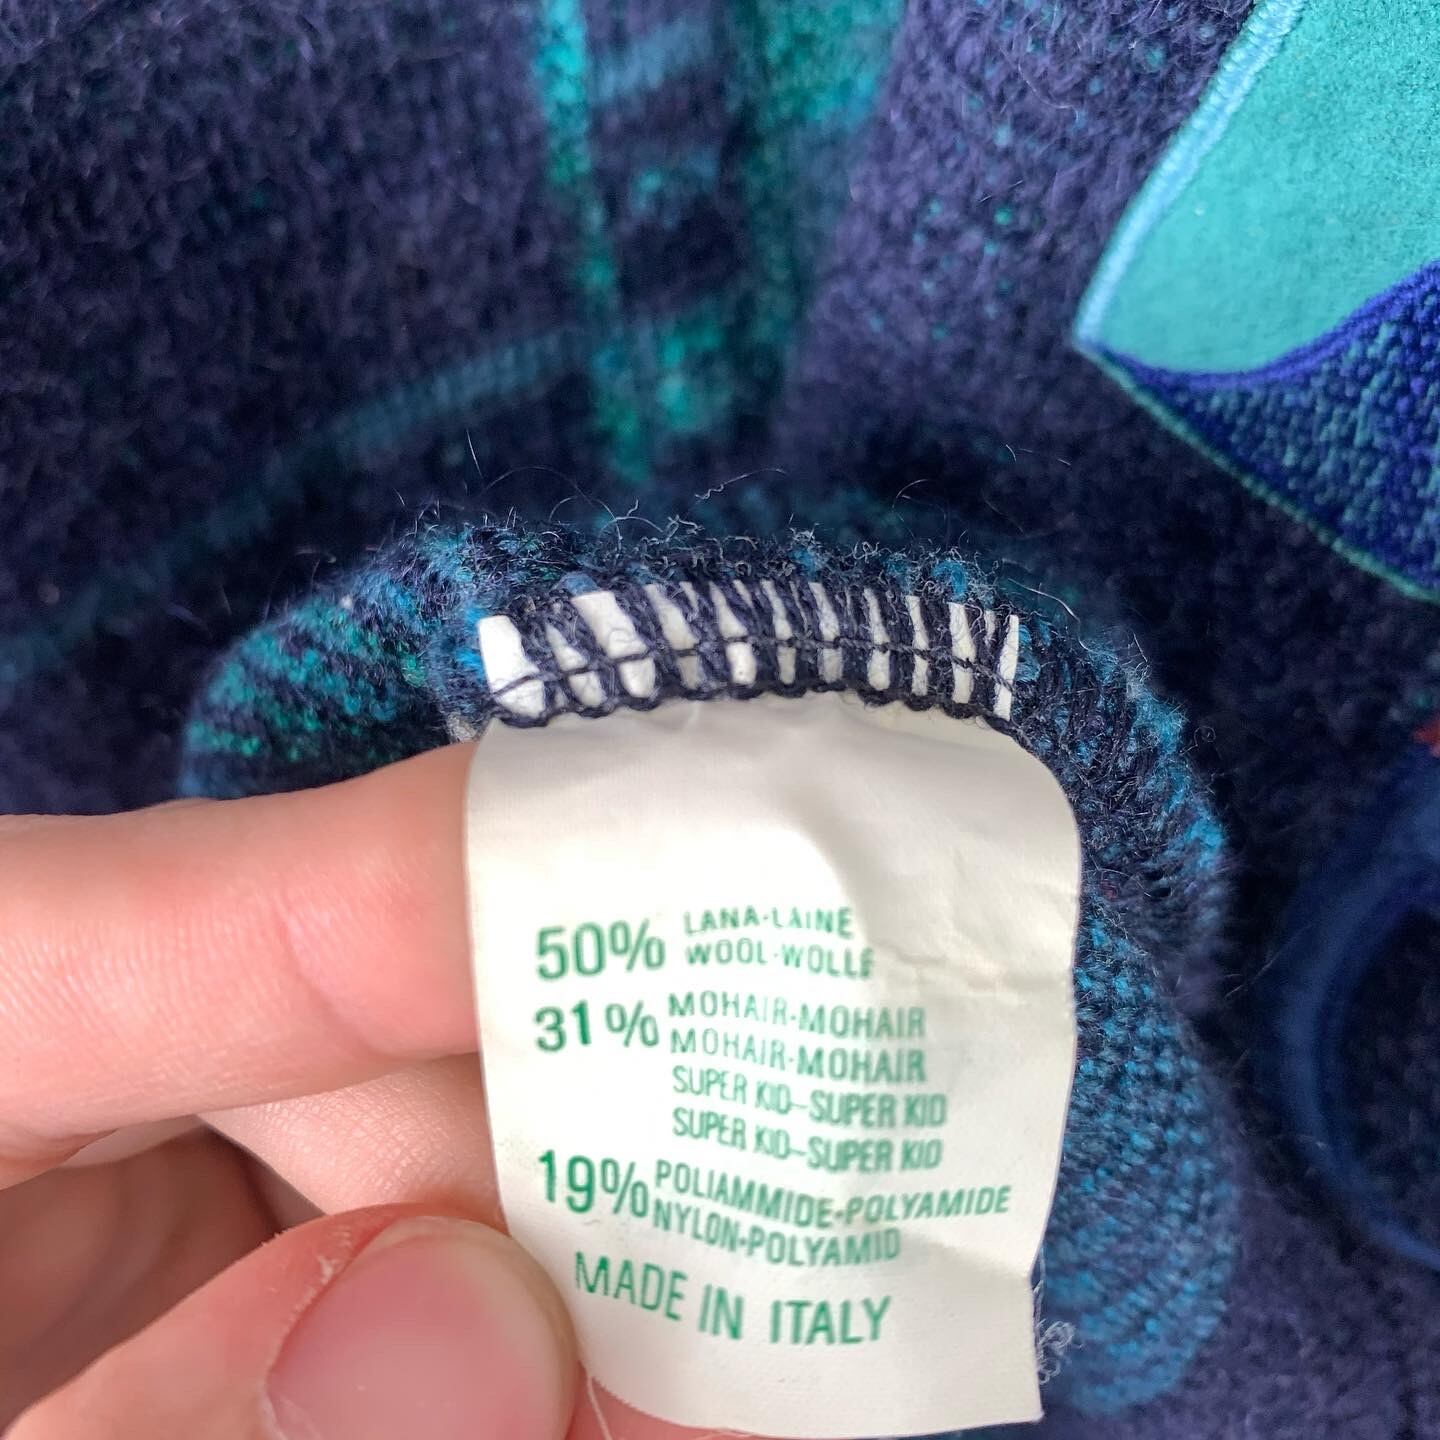 50% LANA-LAINE
WOOL-WOLLE
31% MOHAIR-MOHAIR
MOHAIR-MOHAIR
SUPER KID-SUPER KID
SUPER KID-SUPER KID
19% POLIAMMIDE-POLYAMIDE
NYLON-POLYAMID
MADE IN ITALY